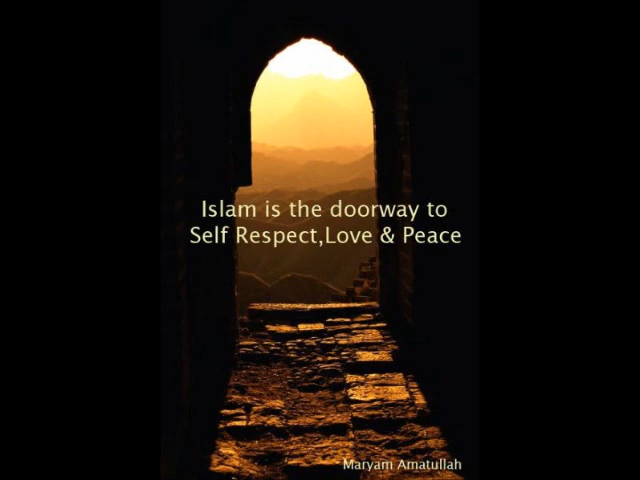 Islam is the doorway to
Self Respect,Love & Peace
- Maryam Amatullah